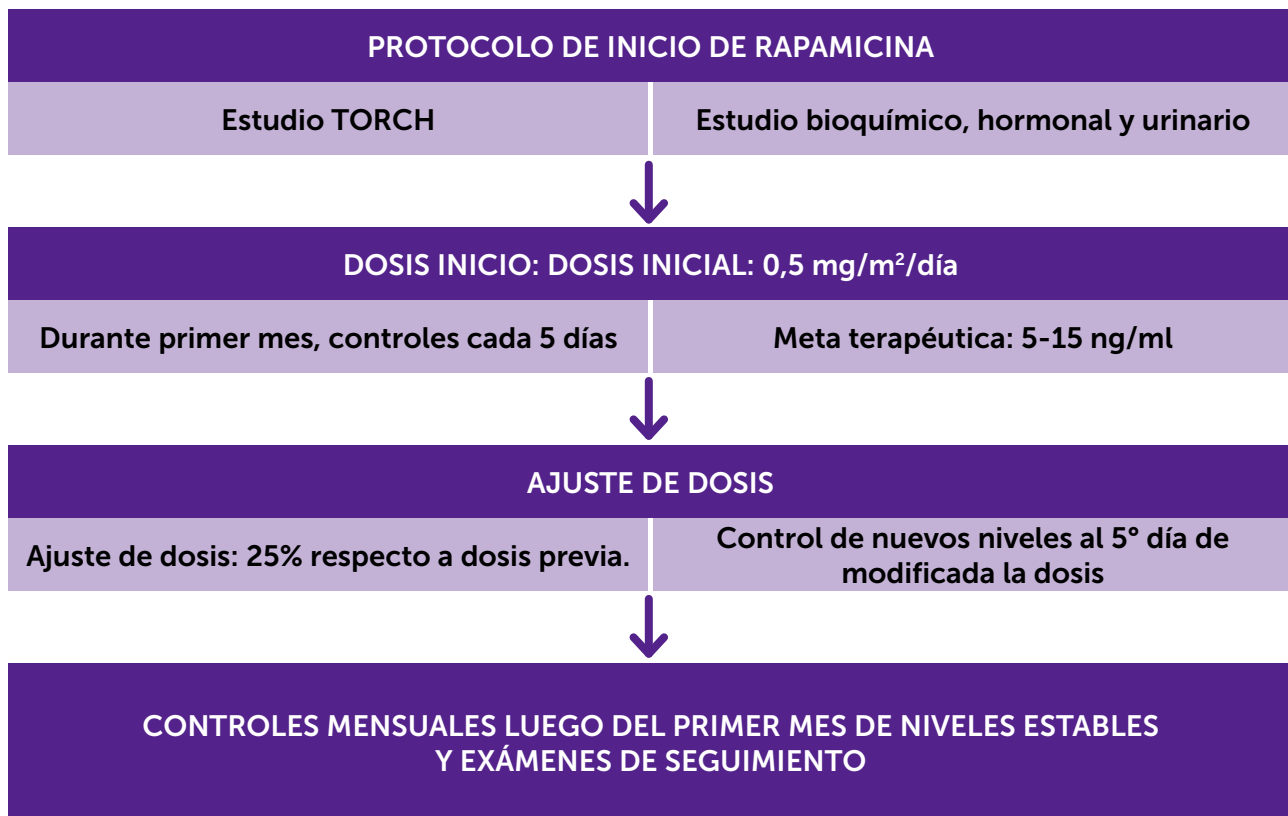 PROTOCOLO DE INICIO DE RAPAMICINA
Estudio TORCH
Estudio bioquímico, hormonal y urinario
DOSIS INICIO: DOSIS INICIAL: 0,5 mg/m²/día
Durante primer mes, controles cada 5 días
Meta terapéutica: 5-15 ng/ml
AJUSTE DE DOSIS
Ajuste de dosis: 25% respecto a dosis previa.
Control de nuevos niveles al 5° día de
modificada la dosis
CONTROLES MENSUALES LUEGO DEL PRIMER MES DE NIVELES ESTABLES
Y EXÁMENES DE SEGUIMIENTO